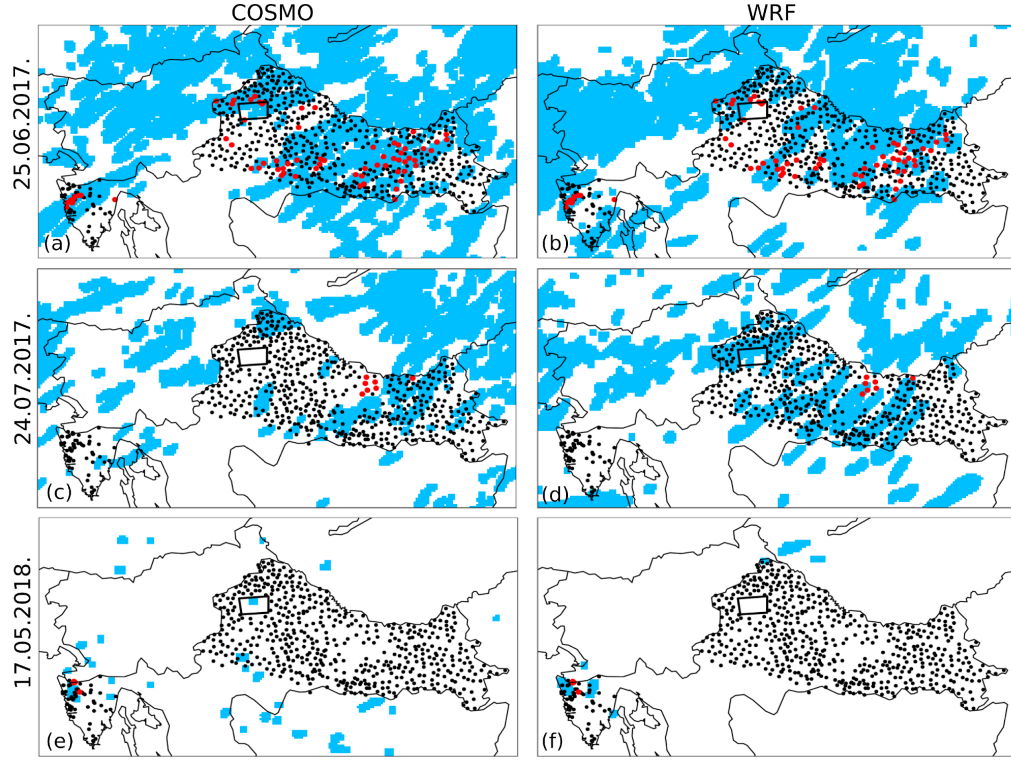 COSMO
WRF
25.06.2017.
(a)
(b)
24.07.2017.
(c)
(d)
17.05.2018.
(e)
(f)